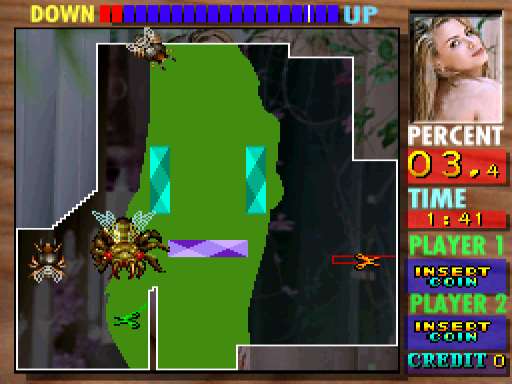 DOWN UP
PERCENT
03.4
TIME
1:41
PLAYER 1
INSERT
COIN
PLAYER 2
INSERT
COIN
CREDIT 0